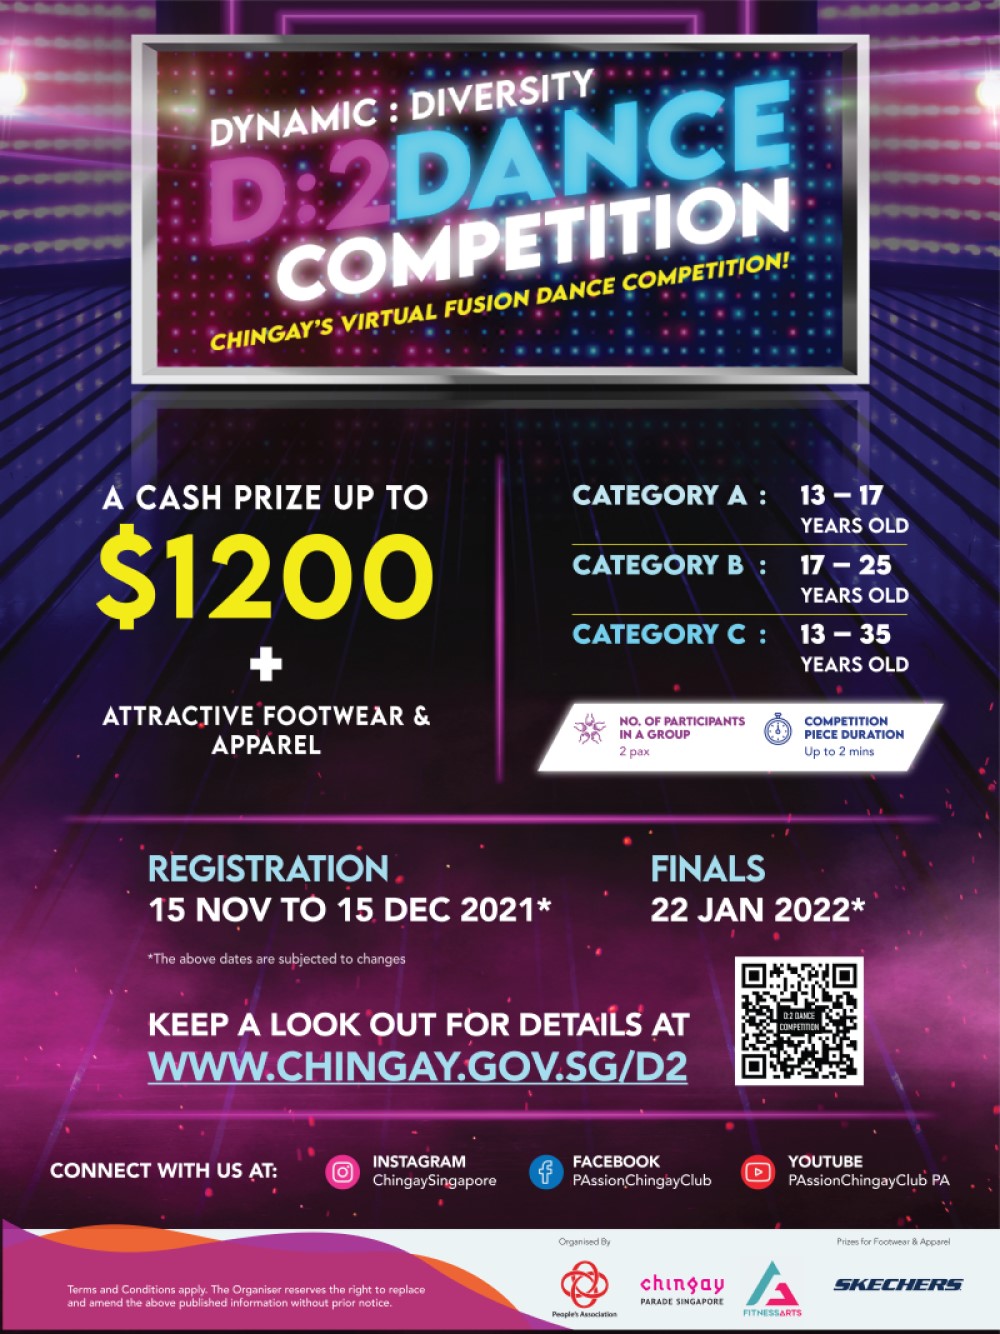 DYNAMIC : DIVERSITY
D:2DANCE
COMPETITION
CHINGAY'S VIRTUAL FUSION DANCE COMPETITION!
A CASH PRIZE UP TO
$1200
+
ATTRACTIVE FOOTWEAR &
APPAREL
CATEGORY A : 13 – 17
YEARS OLD
CATEGORY B : 17 – 25
YEARS OLD
CATEGORY C : 13 – 35
YEARS OLD
NO. OF PARTICIPANTS
IN A GROUP
2 pax
COMPETITION
PIECE DURATION
Up to 2 mins
REGISTRATION
15 NOV TO 15 DEC 2021*
FINALS
22 JAN 2022*
*The above dates are subjected to changes
KEEP A LOOK OUT FOR DETAILS AT
WWW.CHINGAY.GOV.SG/D2
D:2 DANCE
COMPETITION
CONNECT WITH US AT:
INSTAGRAM
ChingaySingapore
FACEBOOK
PAssionChingayClub
YOUTUBE
PAssionChingayClub PA
Terms and Conditions apply. The Organiser reserves the right to replace
and amend the above published information without prior notice.
Organised By
People's Association
chingay
PARADE SINGAPORE
FITNESSARTS
Prizes for Footwear & Apparel
SKECHERS